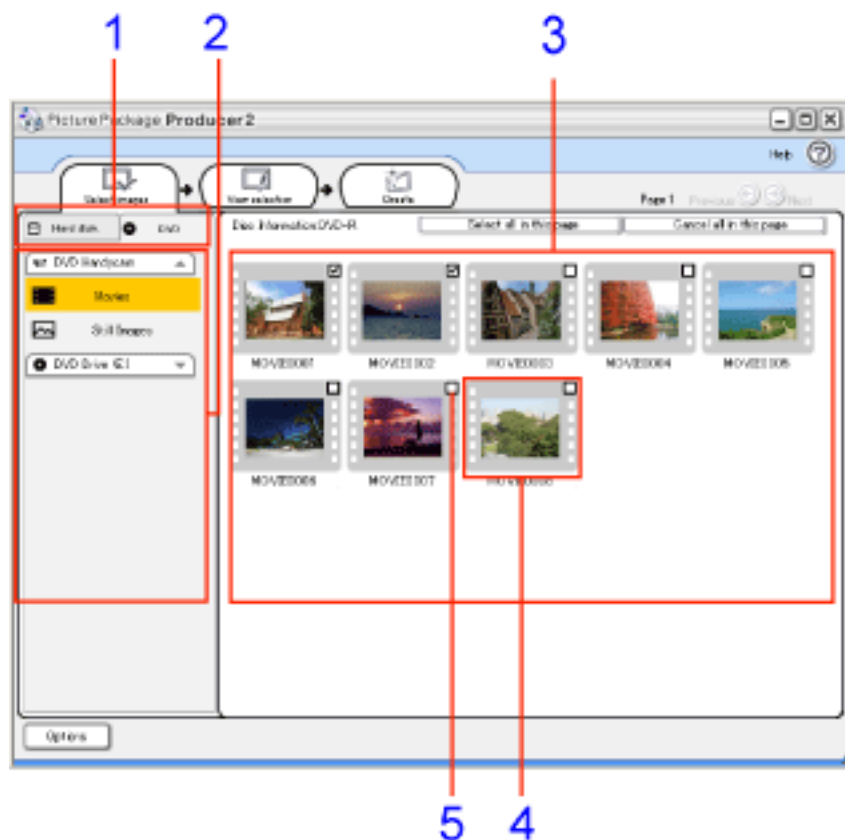 1 2 3
Picture Package Producer2
Help ?
Select images
View selection
Create
Page 1 Previous Next
Hard disk DVD
Disc Information:DVD-R
Select all in this page
Cancel all in this page
DVD Handycam
Movies
Still Images
DVD Drive (E:)
MOVIE0001 MOVIE0002 MOVIE0003 MOVIE0004 MOVIE0005
MOVIE0006 MOVIE0007 MOVIE0008
Options
5 4